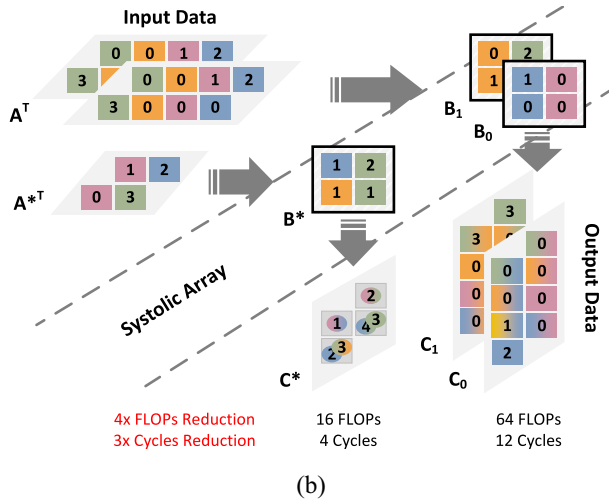 Input Data
0 0 1 2
3 0 0 1 2
3 0 0 0
Aᵀ
0 2
1
1 0
0 0
B₁
B₀
1 2
0 3
A*ᵀ
1 2
1 1
B*
Systolic Array
2
1 4 3
2 3
C*
3
3 0
0 0
0 0 0
0 1 0
2
C₁
C₀
Output Data
4x FLOPs Reduction
3x Cycles Reduction
16 FLOPs
4 Cycles
64 FLOPs
12 Cycles
(b)